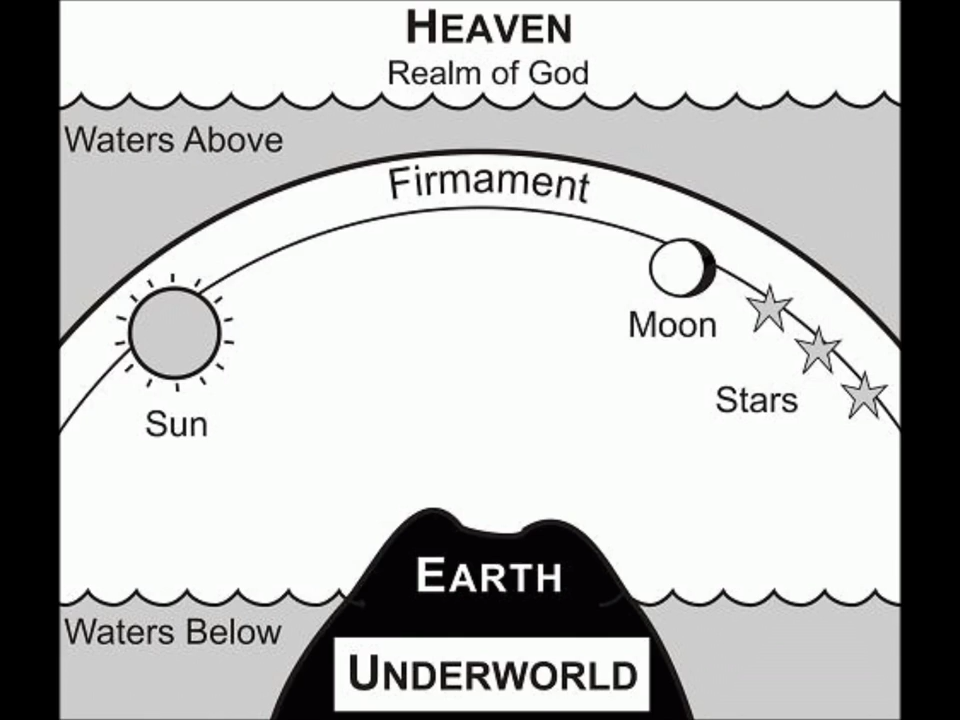 HEAVEN
Realm of God
Waters Above
Firmament
Moon
Stars
Sun
EARTH
Waters Below
UNDERWORLD